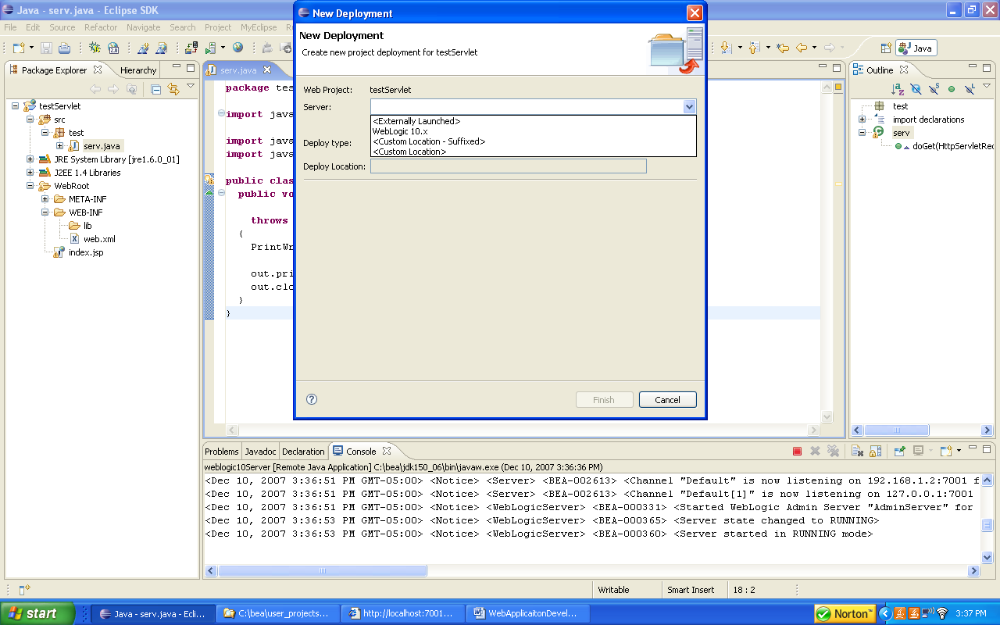 Java - serv.java - Eclipse SDK
File Edit Source Refactor Navigate Search Project MyEclipse
Java
Package Explorer
Hierarchy
testServlet
src
test
serv.java
JRE System Library [jre1.6.0_01]
J2EE 1.4 Libraries
WebRoot
META-INF
WEB-INF
lib
web.xml
index.jsp
serv.java
package tes
import java
import java
import java
public clas
public vo
throws
{
PrintWr
out.pri
out.clo
}
}
New Deployment
New Deployment
Create new project deployment for testServlet
Web Project: testServlet
Server:
<Externally Launched>
WebLogic 10.x
<Custom Location - Suffixed>
<Custom Location>
Deploy type:
Deploy Location:
Finish
Cancel
Outline
test
import declarations
serv
doGet(HttpServletRec
Problems Javadoc Declaration Console
weblogic10Server [Remote Java Application] C:\bea\jdk150_06\bin\javaw.exe (Dec 10, 2007 3:36:36 PM)
<Dec 10, 2007 3:36:51 PM GMT-05:00> <Notice> <Server> <BEA-002613> <Channel "Default" is now listening on 192.168.1.2:7001 f
<Dec 10, 2007 3:36:51 PM GMT-05:00> <Notice> <Server> <BEA-002613> <Channel "Default[1]" is now listening on 127.0.0.1:7001
<Dec 10, 2007 3:36:51 PM GMT-05:00> <Notice> <WebLogicServer> <BEA-000331> <Started WebLogic Admin Server "AdminServer" for
<Dec 10, 2007 3:36:53 PM GMT-05:00> <Notice> <WebLogicServer> <BEA-000365> <Server state changed to RUNNING>
<Dec 10, 2007 3:36:53 PM GMT-05:00> <Notice> <WebLogicServer> <BEA-000360> <Server started in RUNNING mode>
Writable
Smart Insert
18 : 2
start
Java - serv.java - Ecli...
C:\bea\user_projects...
http://localhost:7001...
WebApplicaitonDevel...
Norton™
3:37 PM